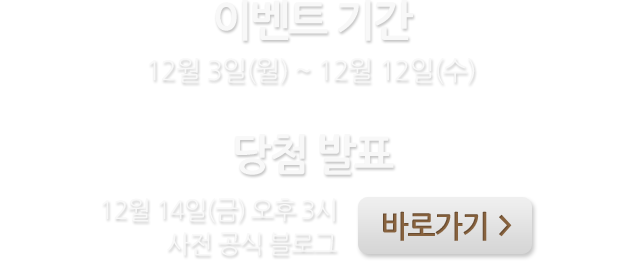 이벤트 기간
12월 3일(월) ~ 12월 12일(수)
당첨 발표
12월 14일(금) 오후 3시
사전 공식 블로그
바로가기 >